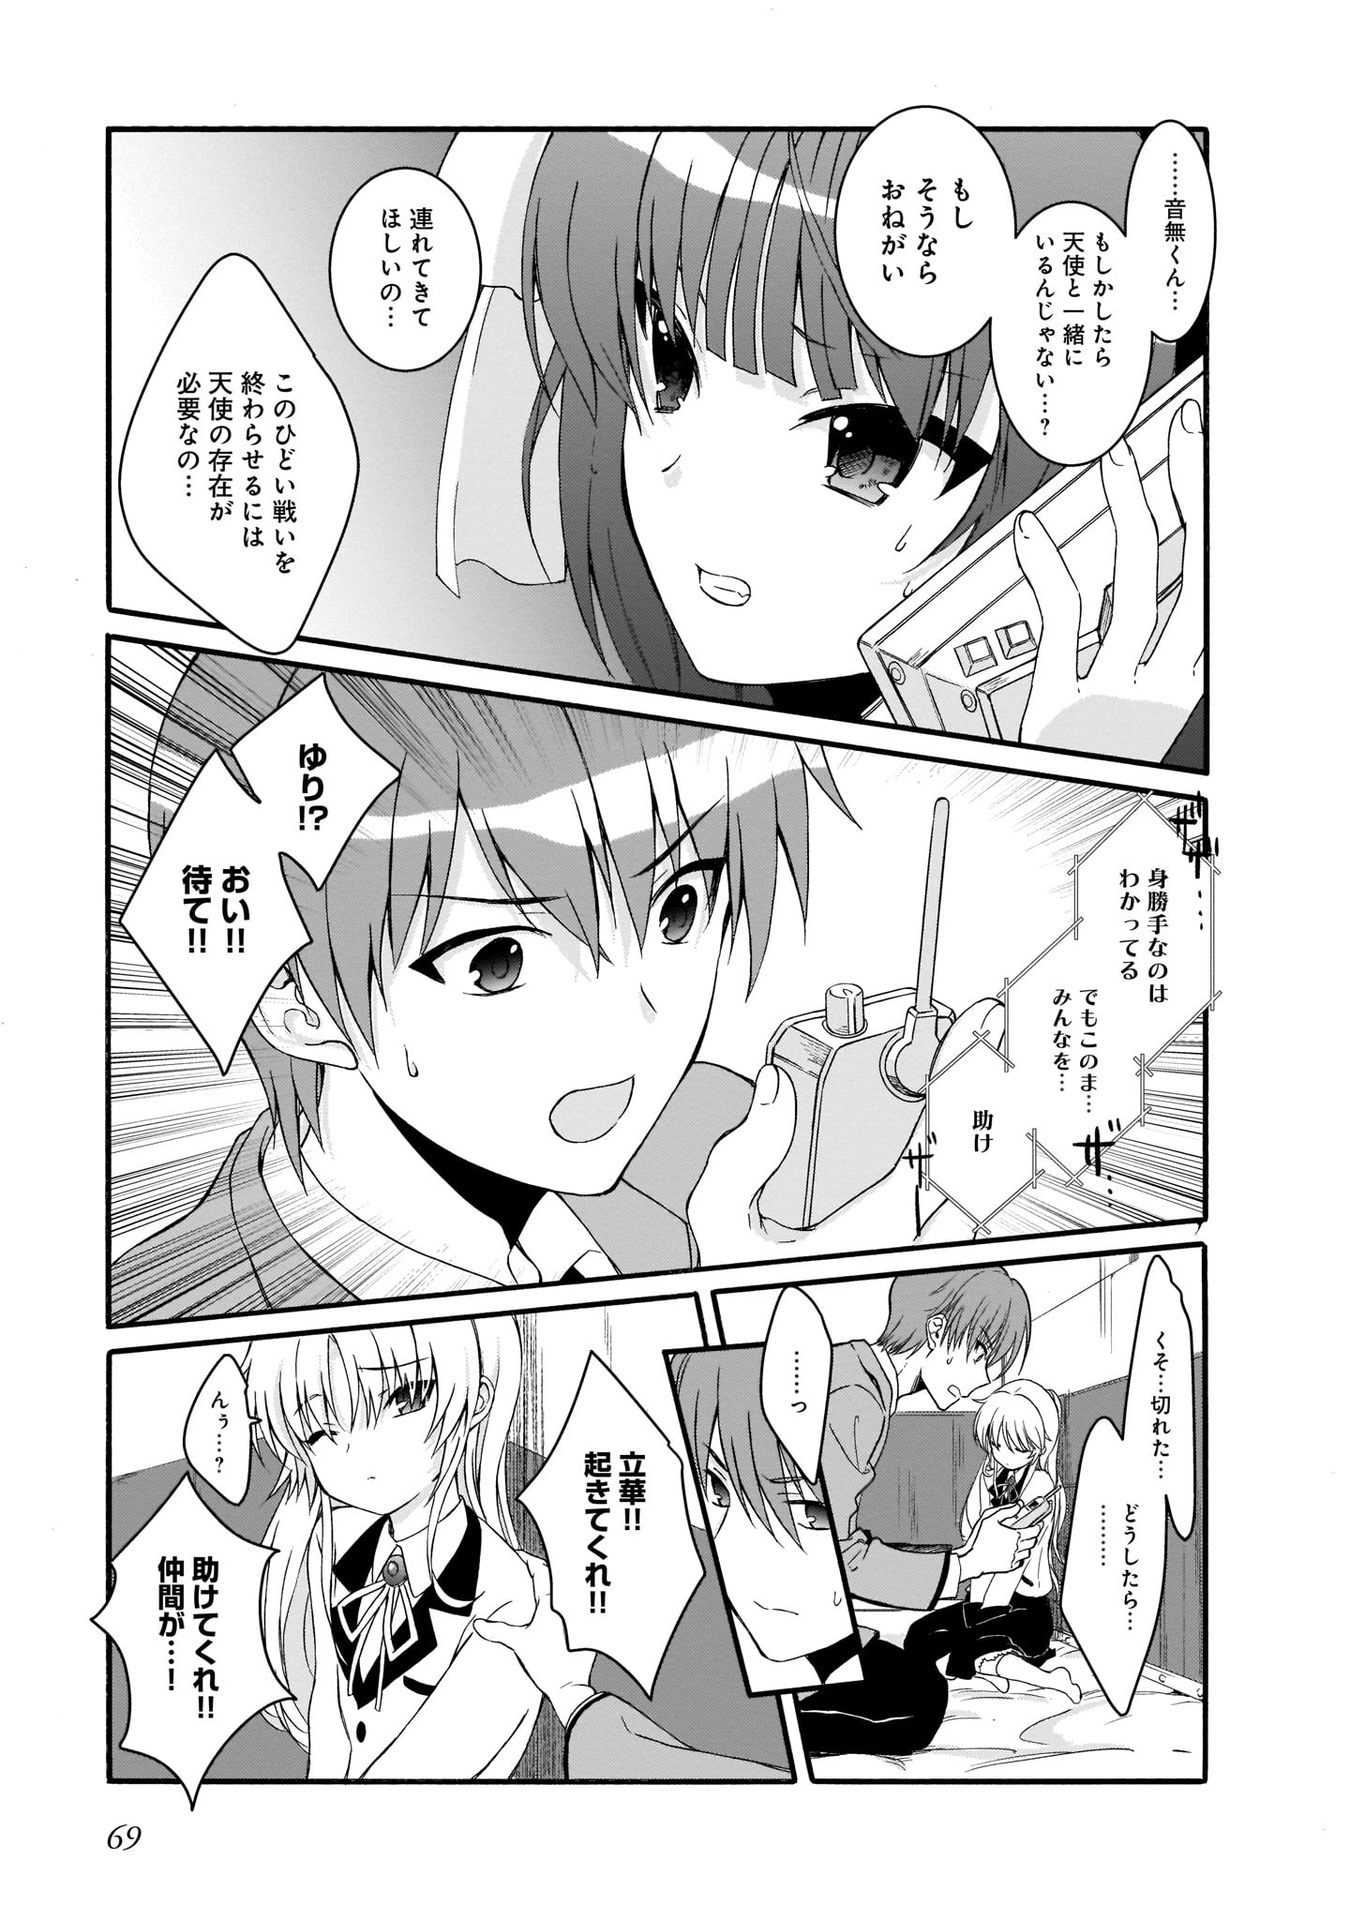 ……音無くん…
もしかしたら
天使と一緒に
いるんじゃない…?
もし
そうなら
おねがい
連れてきて
ほしいの…
このひどい戦いを
終わらせるには
天使の存在が
必要なの…
ザザ…
身勝手なのは
わかってる
でもこのま…
みんなを…
ザ…
助け
ザザ
ゆり!?
おい!!
待て!!
くそ…切れた…
どうしたら…
………
……っ
立華!!
起きてくれ!!
んぅ…?
助けてくれ!!
仲間が…!
69